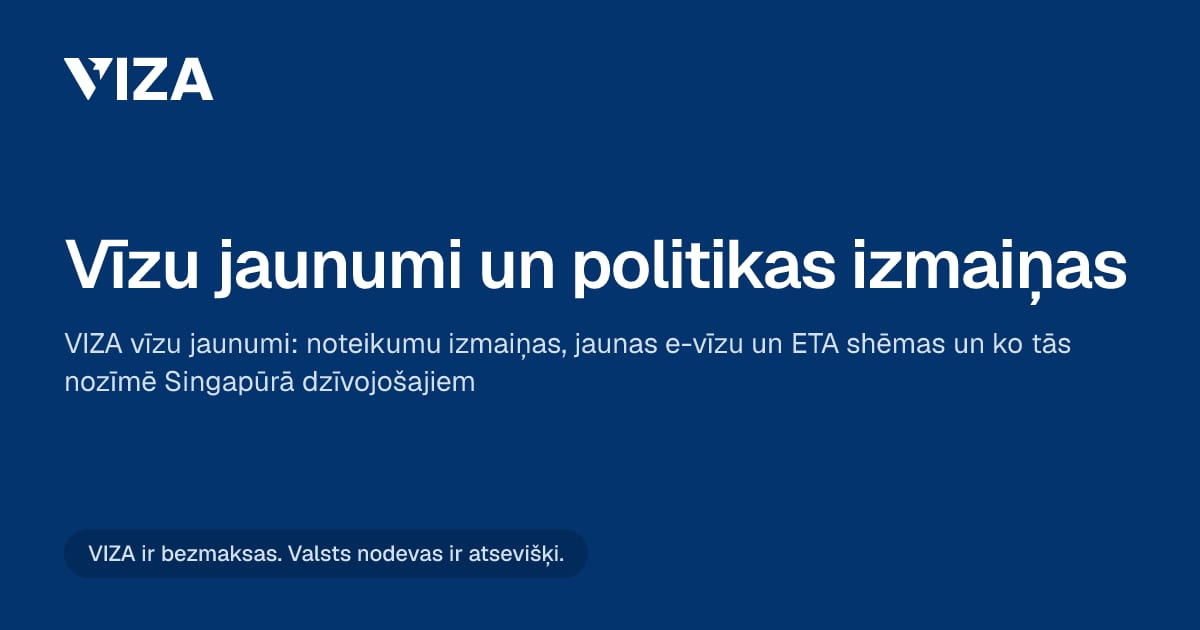 VIZA
Vīzu jaunumi un politikas izmaiņas
VIZA vīzu jaunumi: noteikumu izmaiņas, jaunas e-vīzu un ETA shēmas un ko tās
nozīmē Singapūrā dzīvojošajiem
VIZA ir bezmaksas. Valsts nodevas ir atsevišķi.